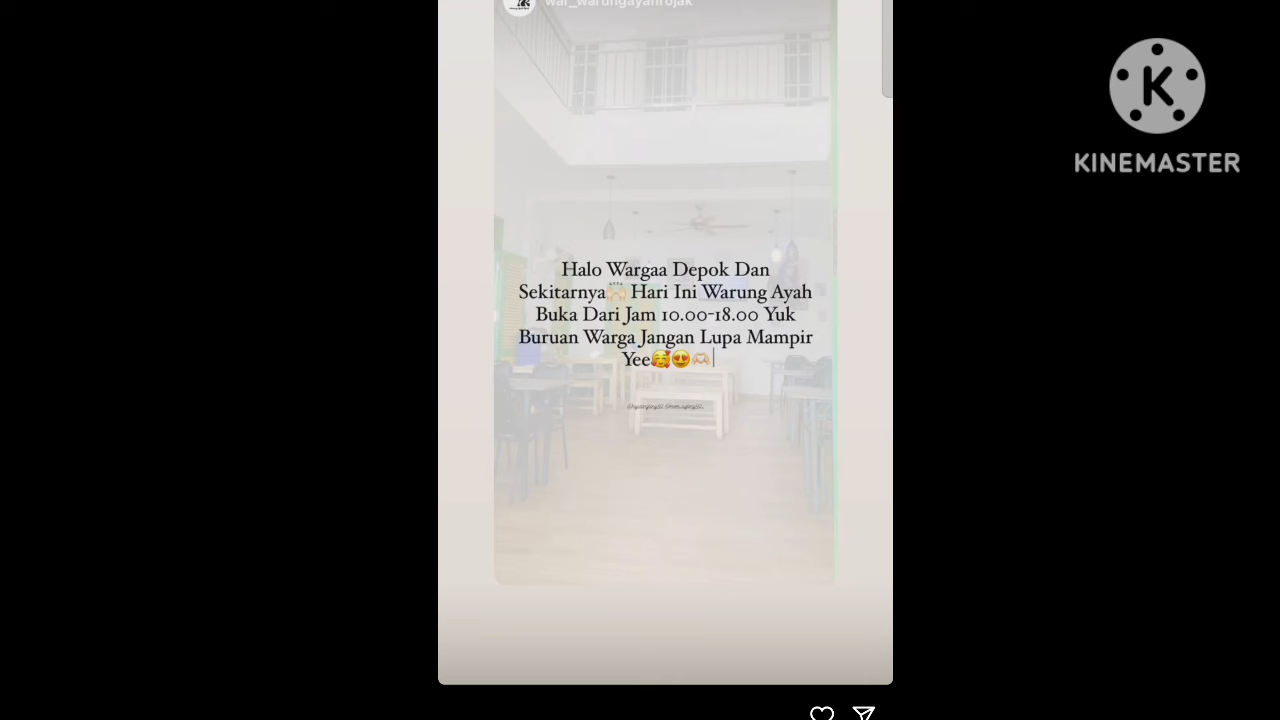 war_warungayahrojak
K
KINEMASTER
Halo Wargaa Depok Dan
Sekitarnya🙌🏻 Hari Ini Warung Ayah
Buka Dari Jam 10.00-18.00 Yuk
Buruan Warga Jangan Lupa Mampir
Yee🥰😍🫶🏻